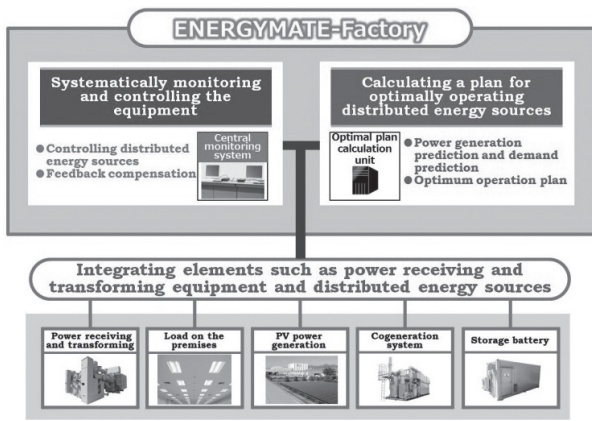 ENERGYMATE-Factory
Systematically monitoring
and controlling the
equipment
●Controlling distributed
energy sources
●Feedback compensation
Central
monitoring
system
Calculating a plan for
optimally operating
distributed energy sources
Optimal plan
calculation
unit
●Power generation
prediction and demand
prediction
●Optimum operation plan
Integrating elements such as power receiving and
transforming equipment and distributed energy sources
Power receiving
and transforming
Load on the
premises
PV power
generation
Cogeneration
system
Storage battery